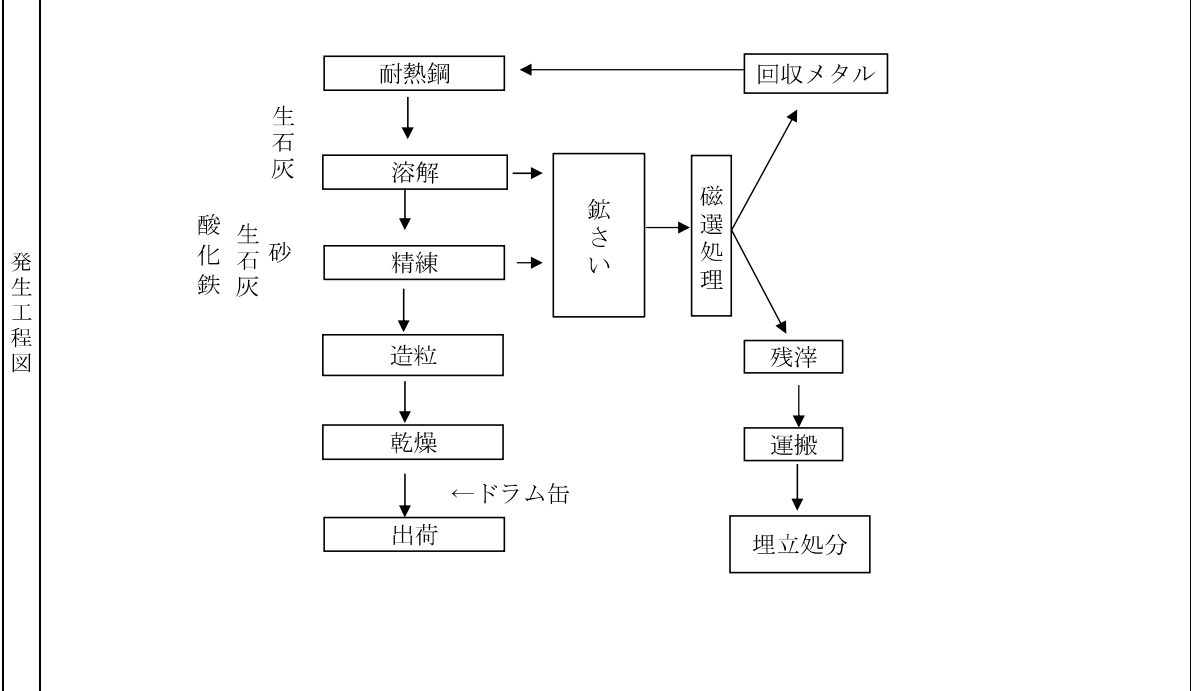 発生工程図
耐熱鋼
回収メタル
生石灰
溶解
鉱さい
磁選処理
酸化鉄
生石灰
砂
精練
造粒
残滓
乾燥
運搬
←ドラム缶
出荷
埋立処分